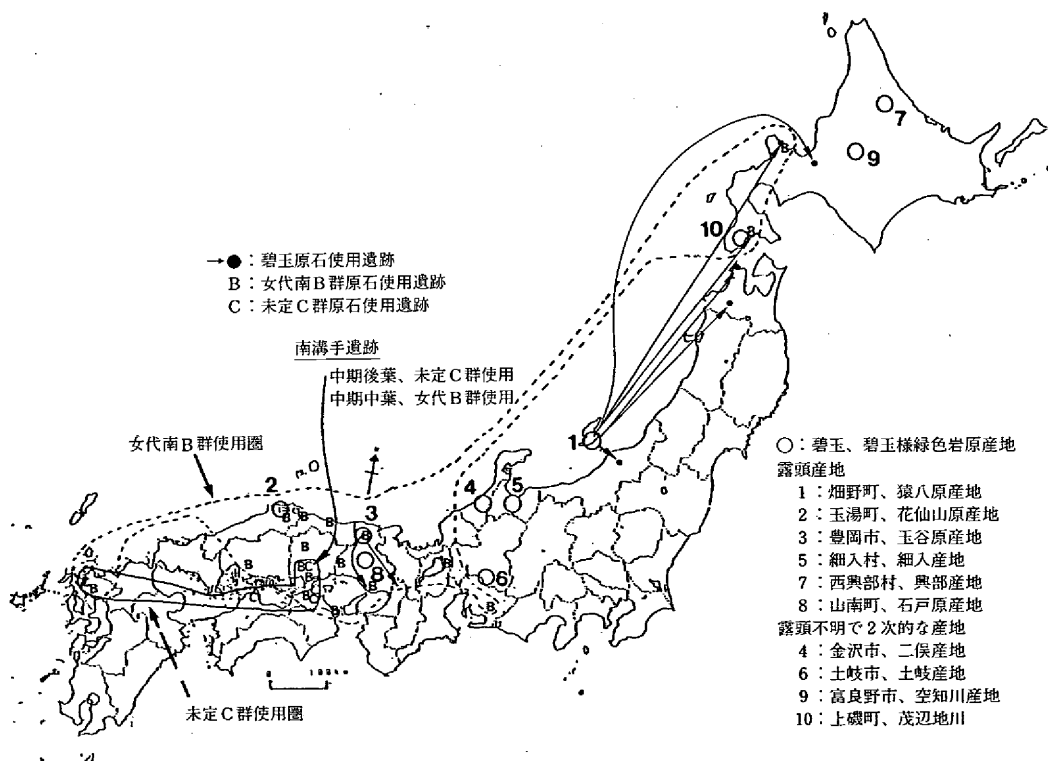 →●：碧玉原石使用遺跡
B：女代南B群原石使用遺跡
C：未定C群原石使用遺跡
南溝手遺跡
中期後葉、未定C群使用
中期中葉、女代B群使用
女代南B群使用圏
未定C群使用圏
○：碧玉、碧玉様緑色岩原産地
露頭産地
1：畑野町、猿八原産地
2：玉湯町、花仙山原産地
3：豊岡市、玉谷原産地
5：細入村、細入産地
7：西興部村、興部産地
8：山南町、石戸原産地
露頭不明で2次的な産地
4：金沢市、二俣産地
6：土岐市、土岐産地
9：富良野市、空知川産地
10：上磯町、茂辺地川
7
9
10
B
B
1
2
3
4
5
6
8
B
B
B
B
B
B
B
B
C
B
C
B
B
B
B